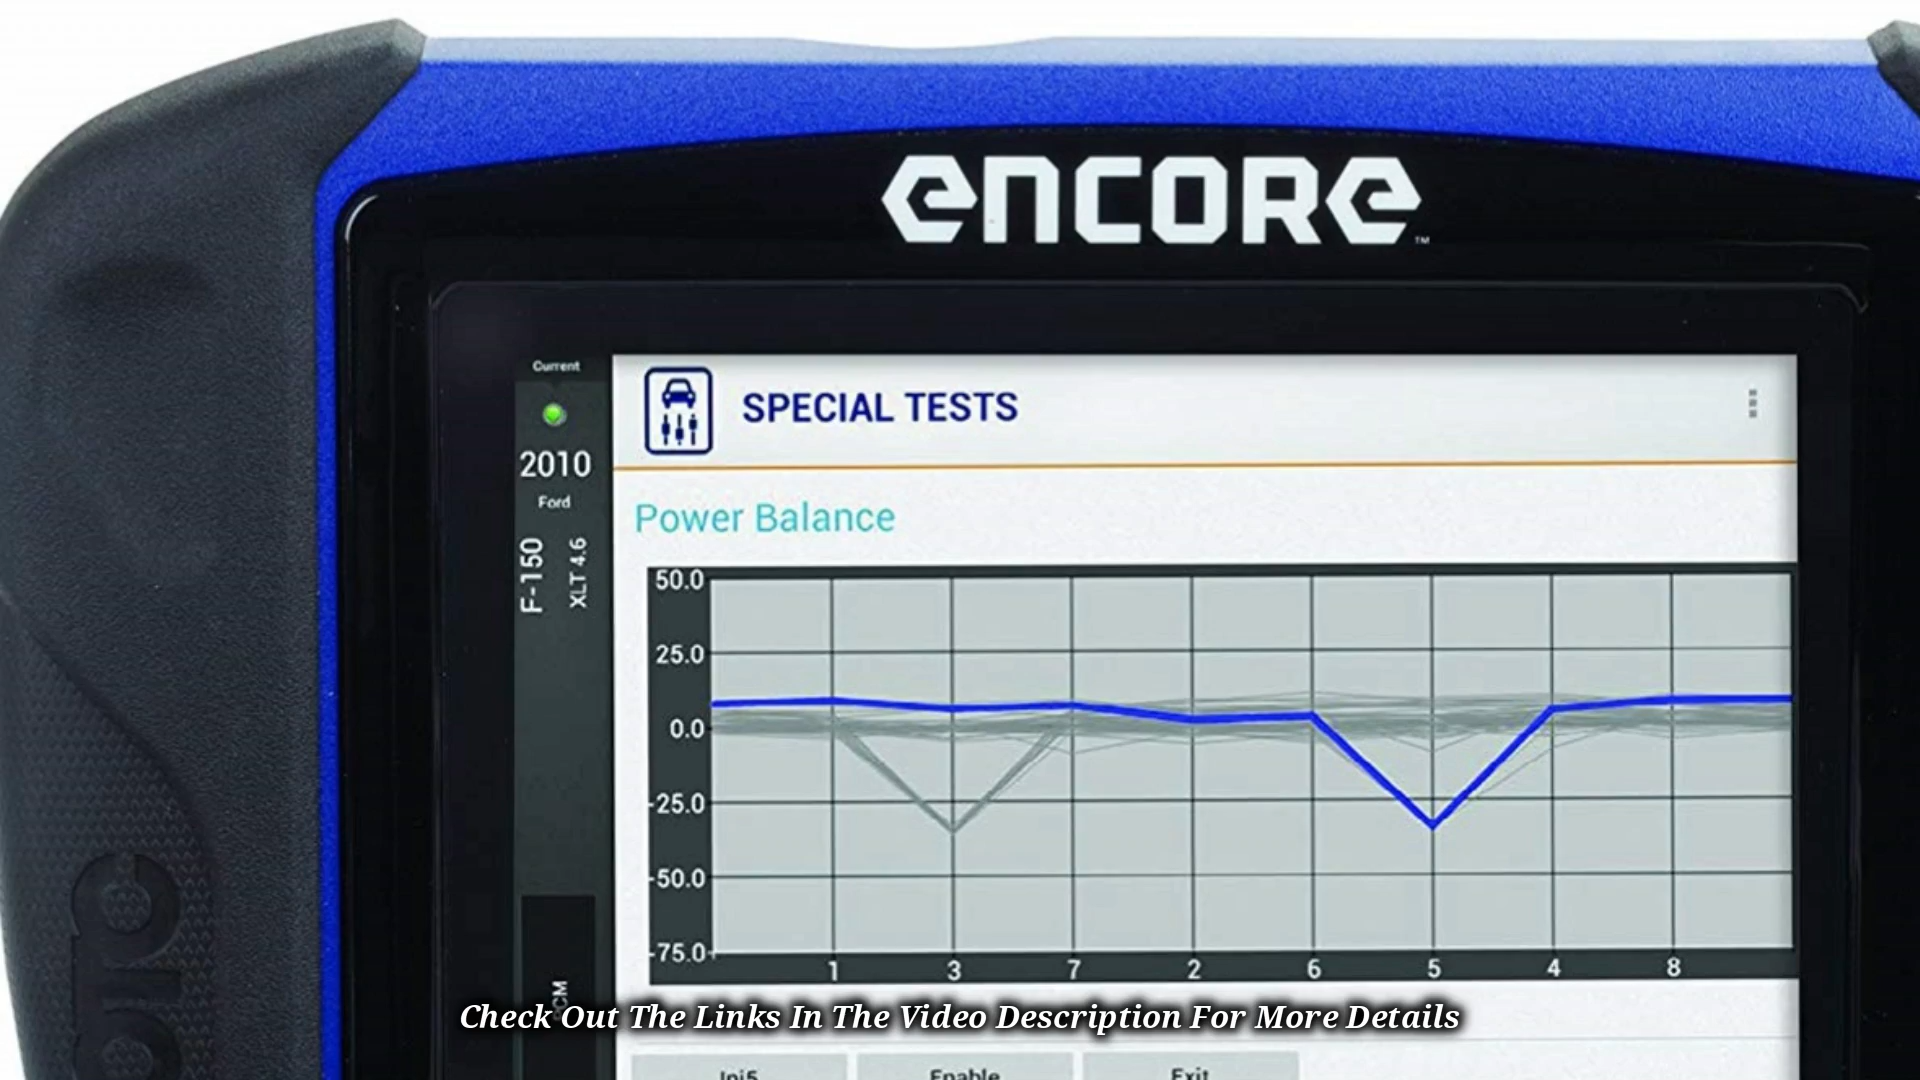 encore
TM
Current
SPECIAL TESTS
2010
Ford
F-150
XLT 4.6
Power Balance
50.0
25.0
0.0
-25.0
-50.0
-75.0
1 3 7 2 6 5 4 8
Check Out The Links In The Video Description For More Details
Inj5 Enable Exit